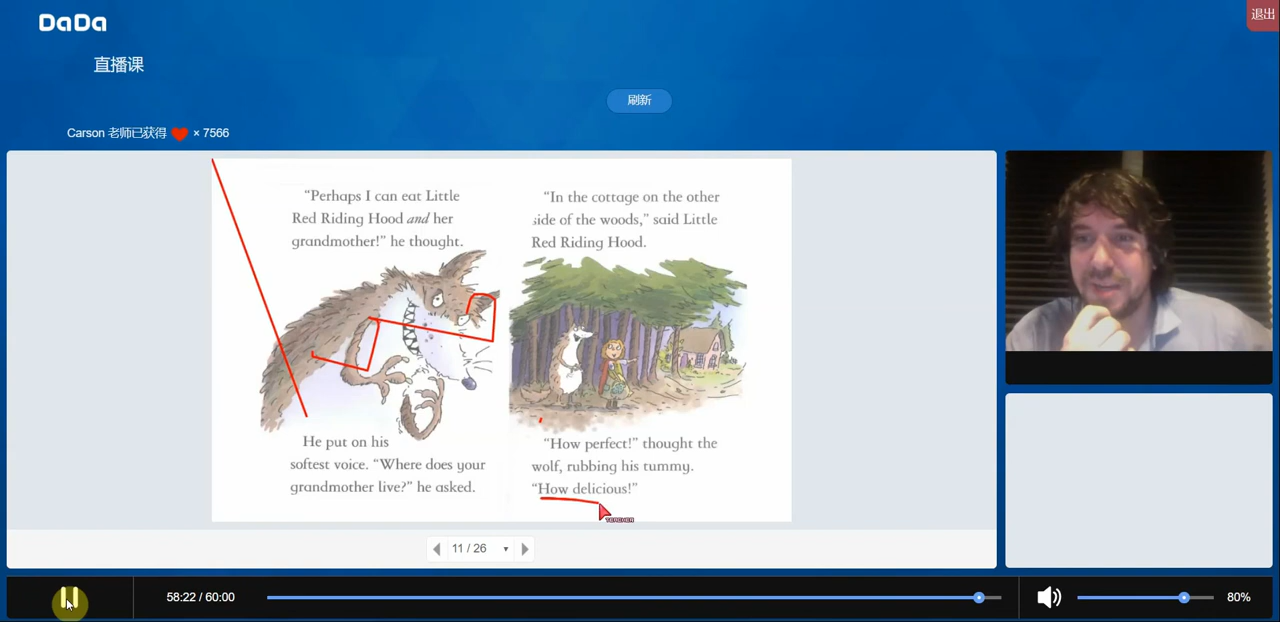 DaDa
退出
直播课
刷新
Carson 老师已获得 × 7566
“Perhaps I can eat Little
Red Riding Hood and her
grandmother!” he thought.
He put on his
softest voice. “Where does your
grandmother live?” he asked.
“In the cottage on the other
side of the woods,” said Little
Red Riding Hood.
“How perfect!” thought the
wolf, rubbing his tummy.
“How delicious!”
TEACHER
11 / 26
58:22 / 60:00
80%